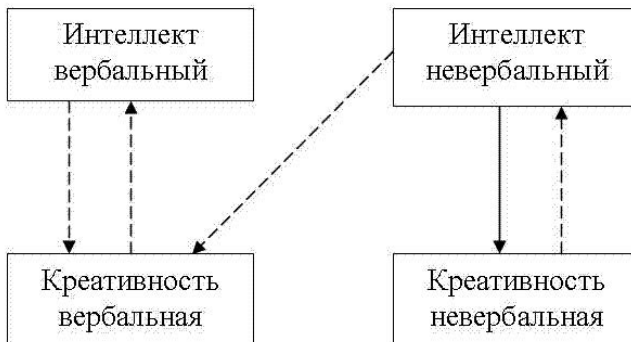 Интеллект
вербальный
Интеллект
невербальный
Креативность
вербальная
Креативность
невербальная